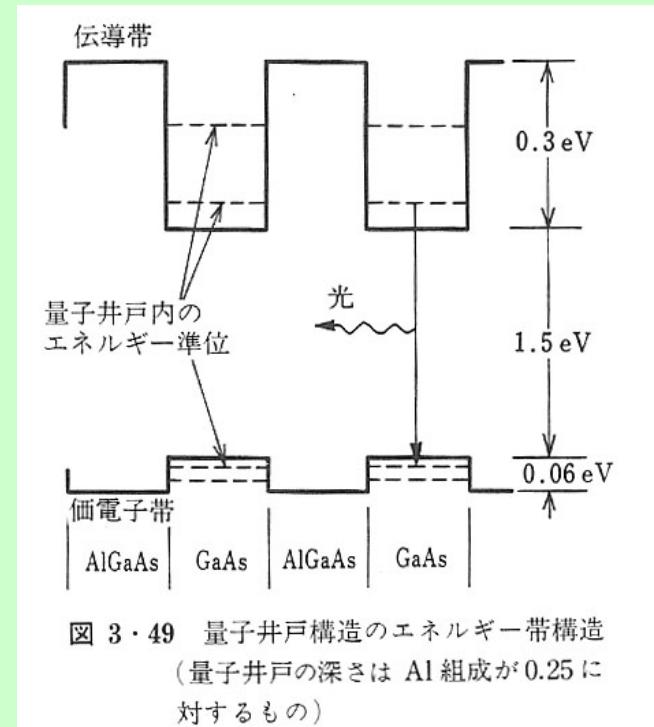 伝導帯
0.3 eV
量子井戸内の
エネルギー準位
光
1.5 eV
0.06 eV
価電子帯
AlGaAs
GaAs
AlGaAs
GaAs
図 3・49 量子井戸構造のエネルギー帯構造
(量子井戸の深さは Al 組成が 0.25 に
対するもの)